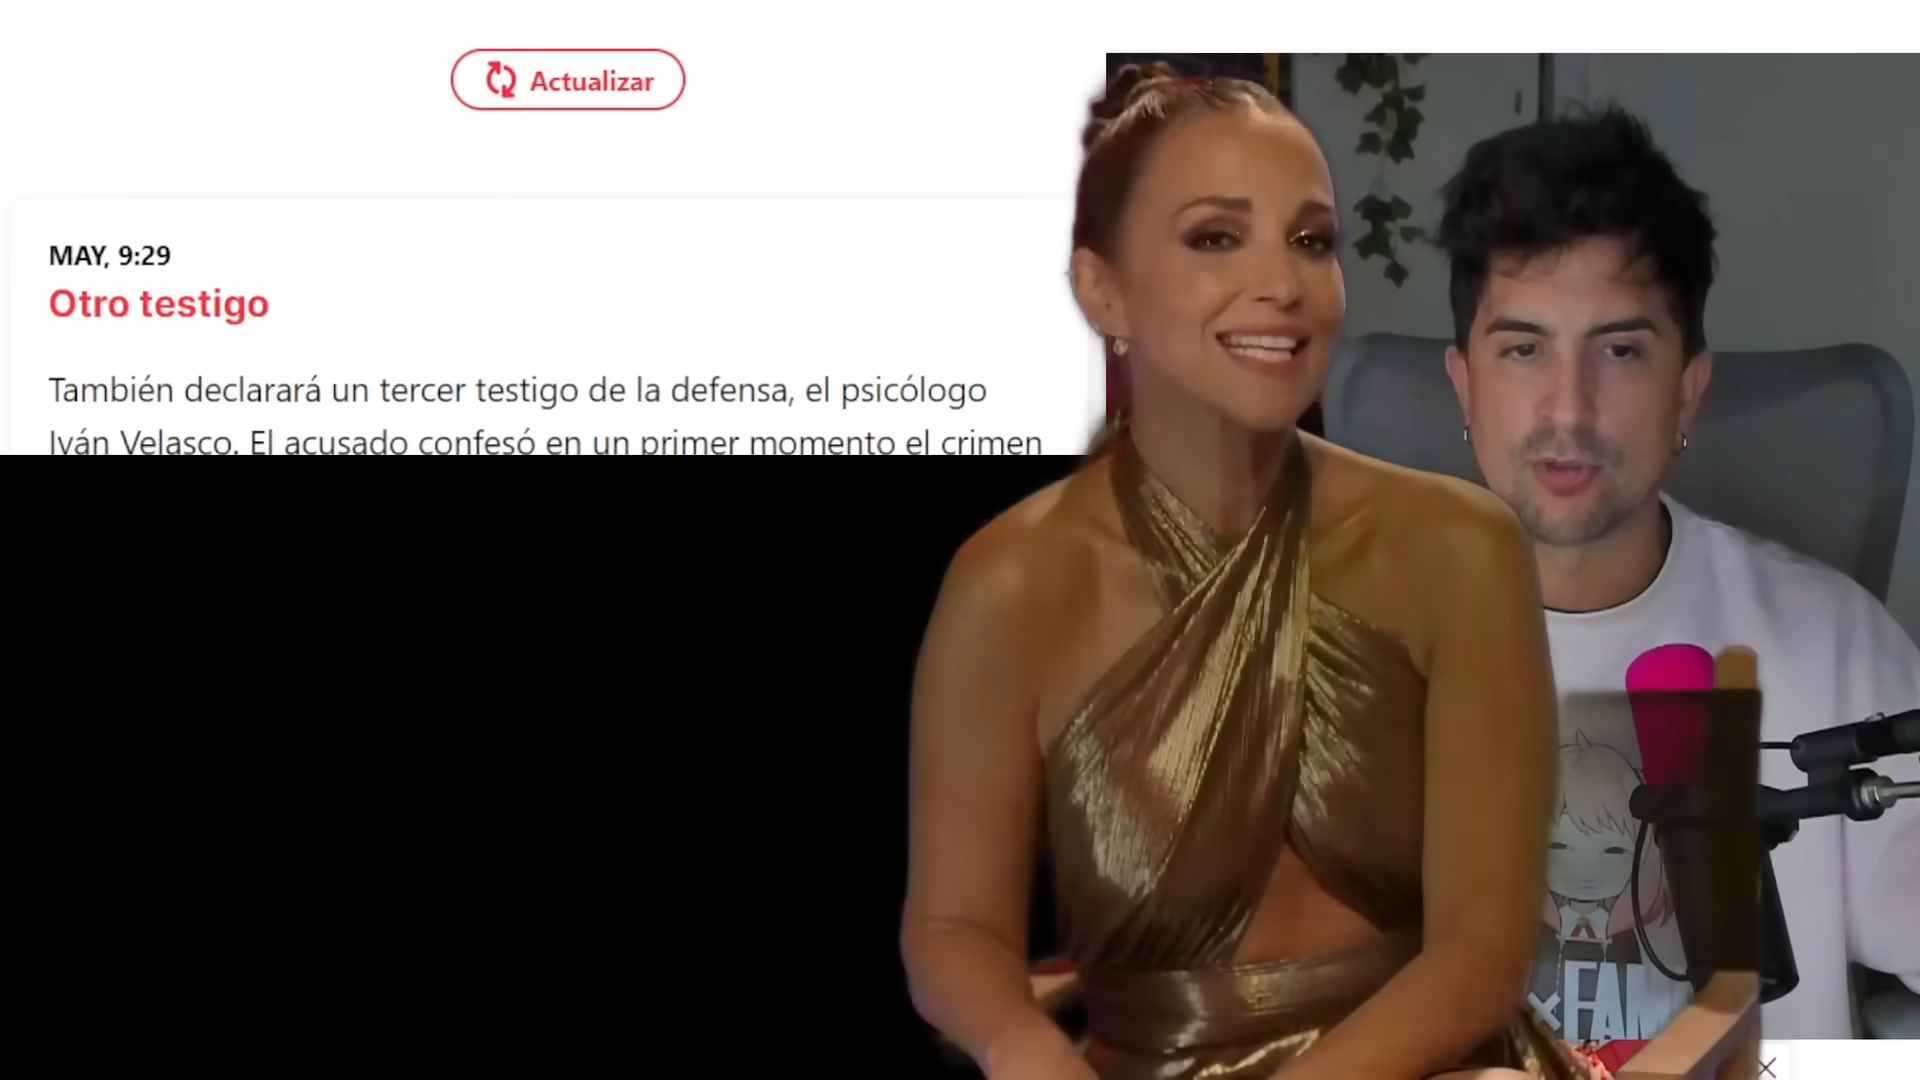 Actualizar
MAY, 9:29
Otro testigo
También declarará un tercer testigo de la defensa, el psicólogo
Iván Velasco. El acusado confesó en un primer momento el crimen
×FAM